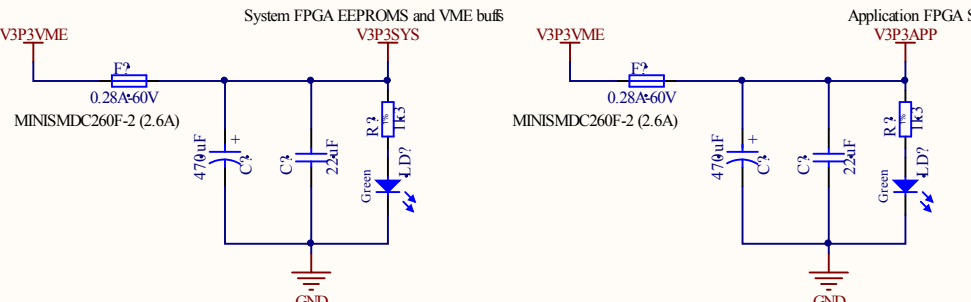 System FPGA EEPROMS and VME buffs
Application FPGA S
V3P3VME
V3P3SYS
V3P3VME
V3P3APP
F?
0.28A-60V
MINISMDC260F-2 (2.6A)
470uF
+
C?
C?
22uF
R?
1%
1k3
Green
LD?
GND
F?
0.28A-60V
MINISMDC260F-2 (2.6A)
470uF
+
C?
C?
22uF
R?
1%
1k3
Green
LD?
GND